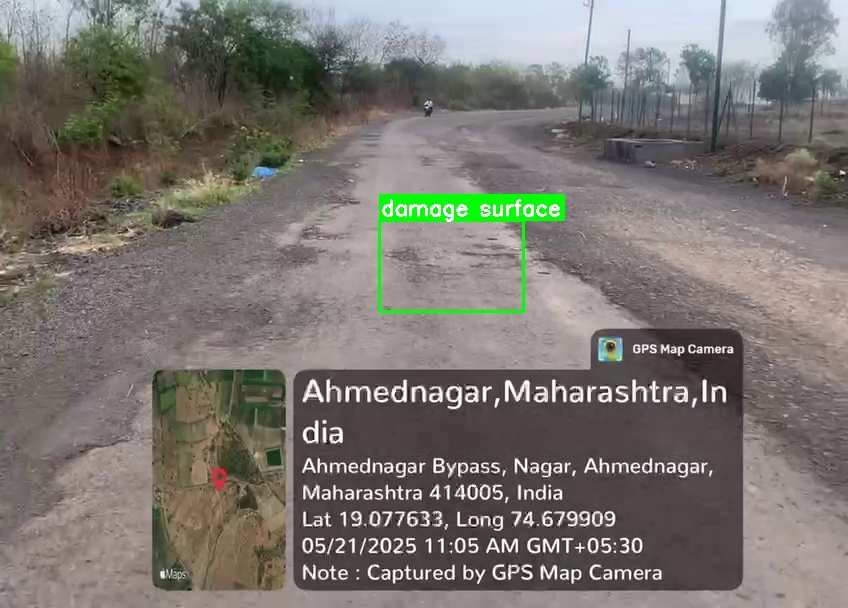 damage surface
GPS Map Camera
Ahmednagar,Maharashtra,In
dia
Ahmednagar Bypass, Nagar, Ahmednagar,
Maharashtra 414005, India
Lat 19.077633, Long 74.679909
05/21/2025 11:05 AM GMT+05:30
Note : Captured by GPS Map Camera
Maps